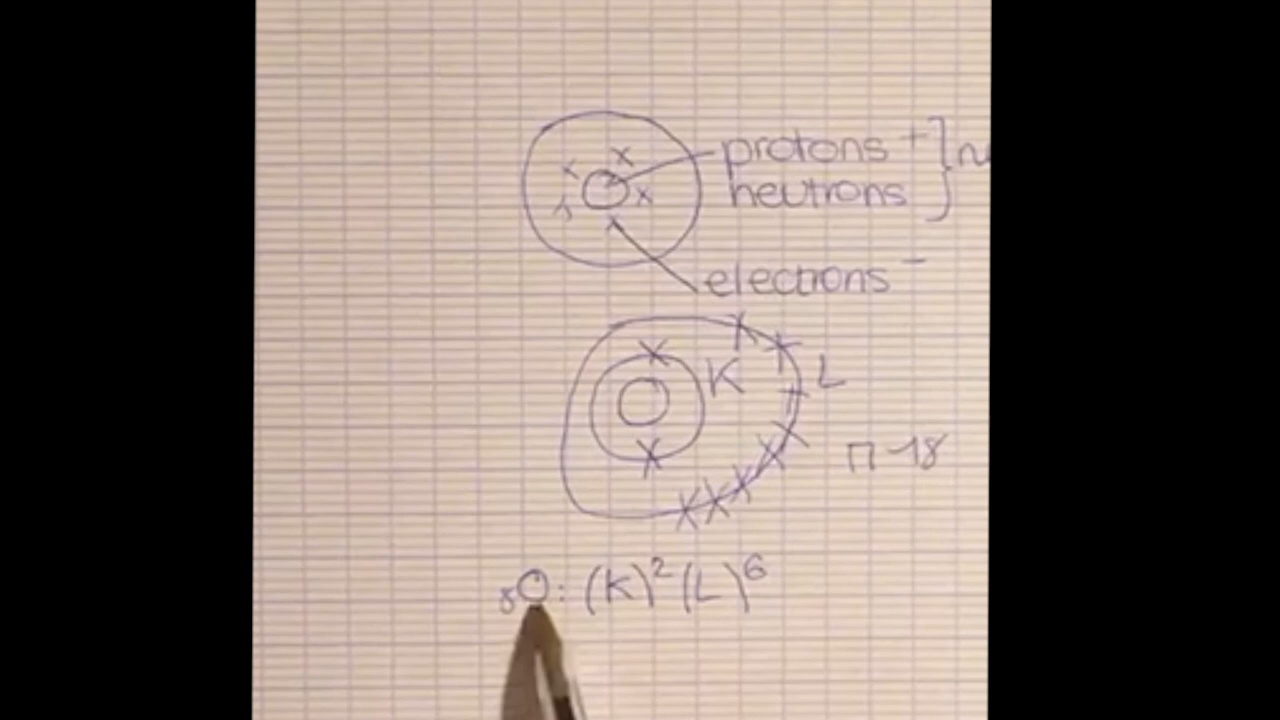 protons +
neutrons
electrons -
K
L
M-18
₈O: (K)² (L)⁶